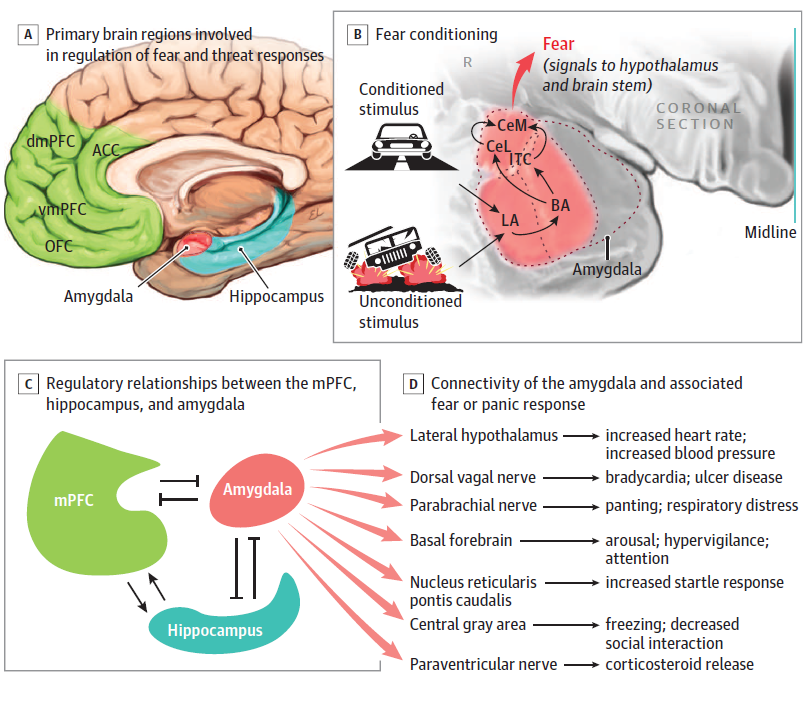 A Primary brain regions involved
in regulation of fear and threat responses
dmPFC
ACC
vmPFC
OFC
EL
Amygdala
Hippocampus
B Fear conditioning
R
Fear
(signals to hypothalamus
and brain stem)
Conditioned
stimulus
CORONAL
SECTION
CeM
CeL
ITC
BA
LA
Midline
Amygdala
Unconditioned
stimulus
C Regulatory relationships between the mPFC,
hippocampus, and amygdala
mPFC
Amygdala
Hippocampus
D Connectivity of the amygdala and associated
fear or panic response
Lateral hypothalamus
increased heart rate;
increased blood pressure
Dorsal vagal nerve
bradycardia; ulcer disease
Parabrachial nerve
panting; respiratory distress
Basal forebrain
arousal; hypervigilance;
attention
Nucleus reticularis
pontis caudalis
increased startle response
Central gray area
freezing; decreased
social interaction
Paraventricular nerve
corticosteroid release